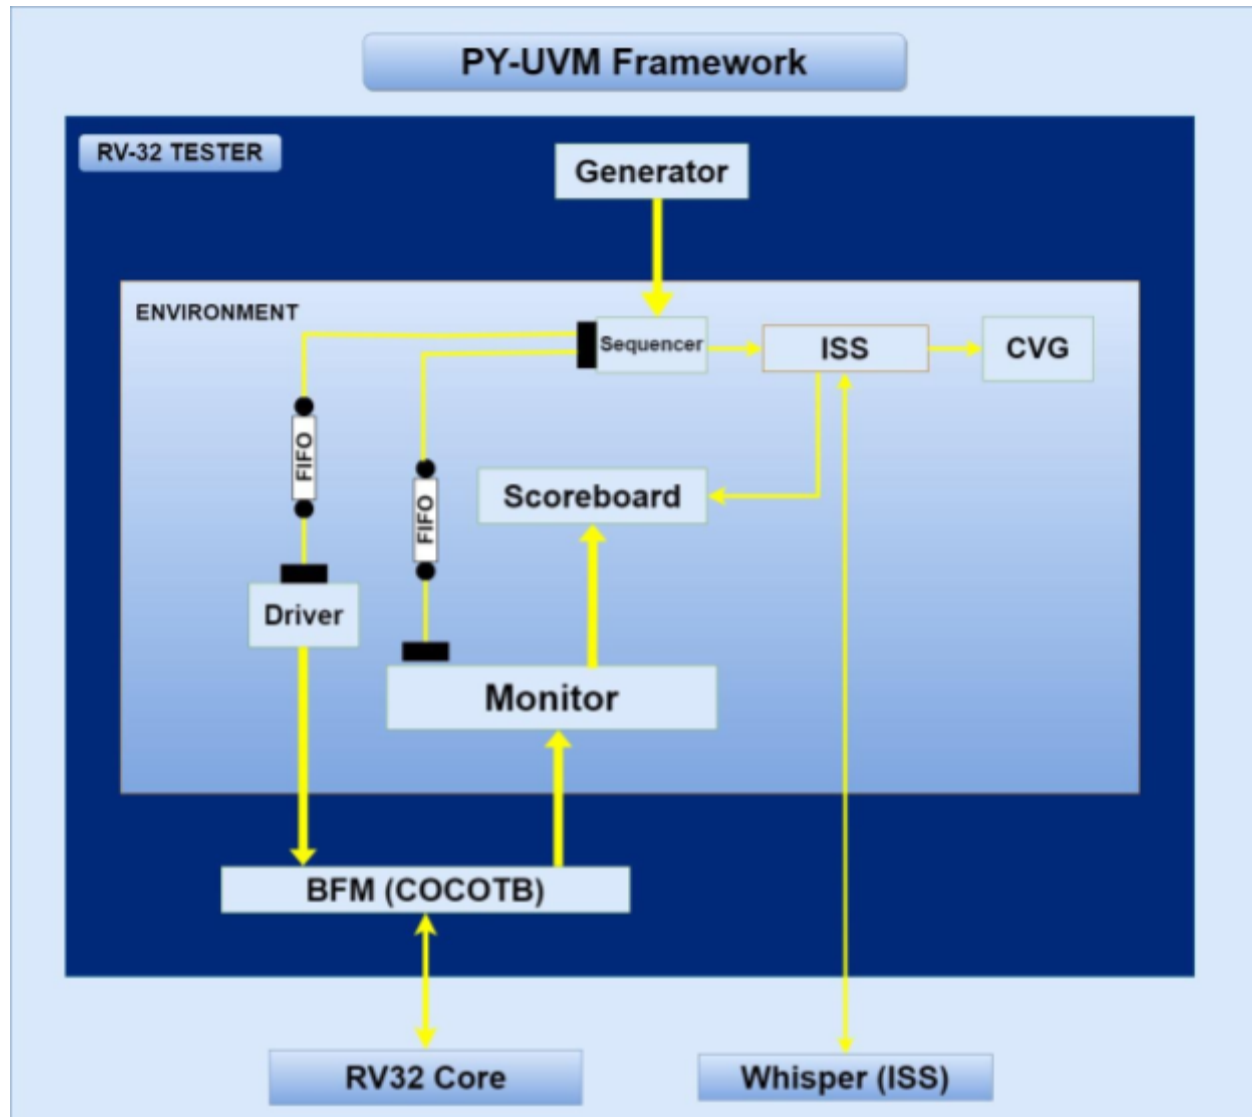 PY-UVM Framework
RV-32 TESTER
Generator
ENVIRONMENT
Sequencer
ISS
CVG
FIFO
FIFO
Scoreboard
Driver
Monitor
BFM (COCOTB)
RV32 Core
Whisper (ISS)